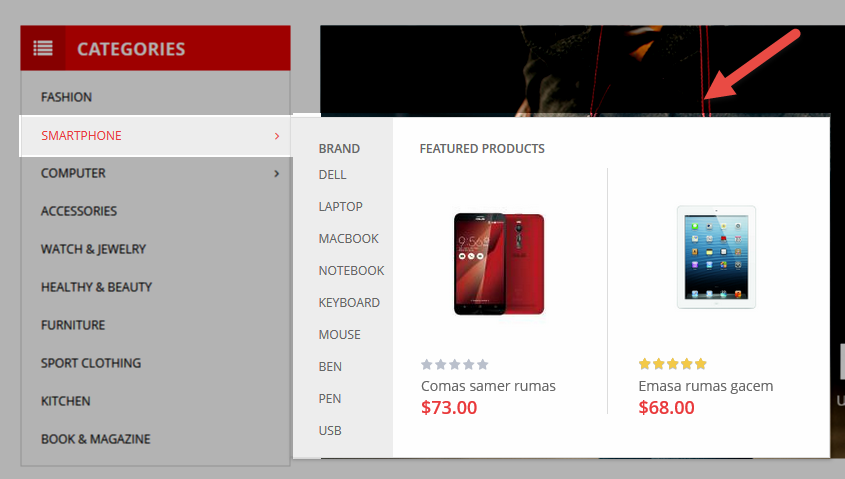 CATEGORIES
FASHION
SMARTPHONE
COMPUTER
ACCESSORIES
WATCH & JEWELRY
HEALTHY & BEAUTY
FURNITURE
SPORT CLOTHING
KITCHEN
BOOK & MAGAZINE
BRAND
DELL
LAPTOP
MACBOOK
NOTEBOOK
KEYBOARD
MOUSE
BEN
PEN
USB
FEATURED PRODUCTS
Comas samer rumas
$73.00
Emasa rumas gacem
$68.00